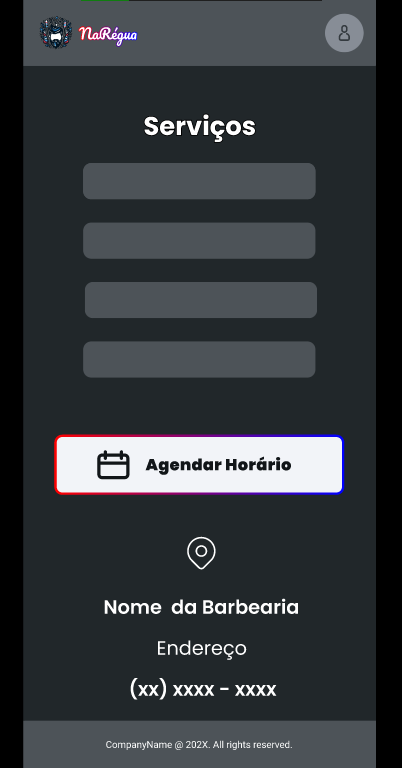 NaRégua
Serviços
Agendar Horário
Nome da Barbearia
Endereço
(xx) xxxx - xxxx
CompanyName @ 202X. All rights reserved.